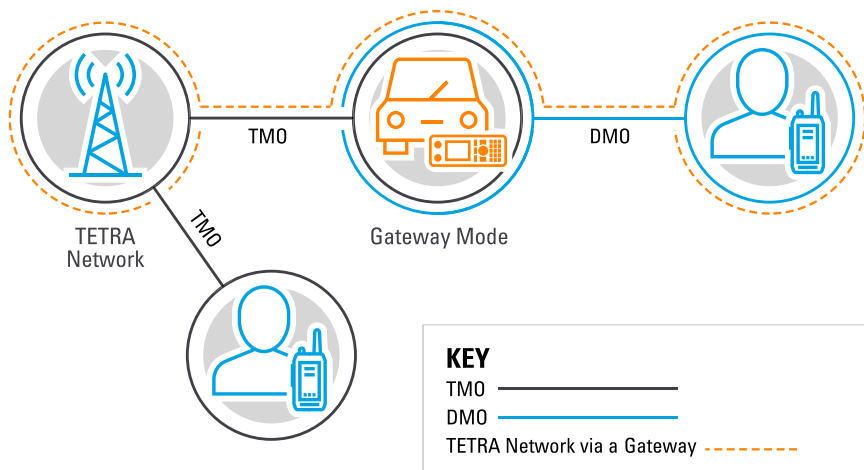 TMO
DMO
TETRA
Network
Gateway Mode
TMO
KEY
TMO
DMO
TETRA Network via a Gateway